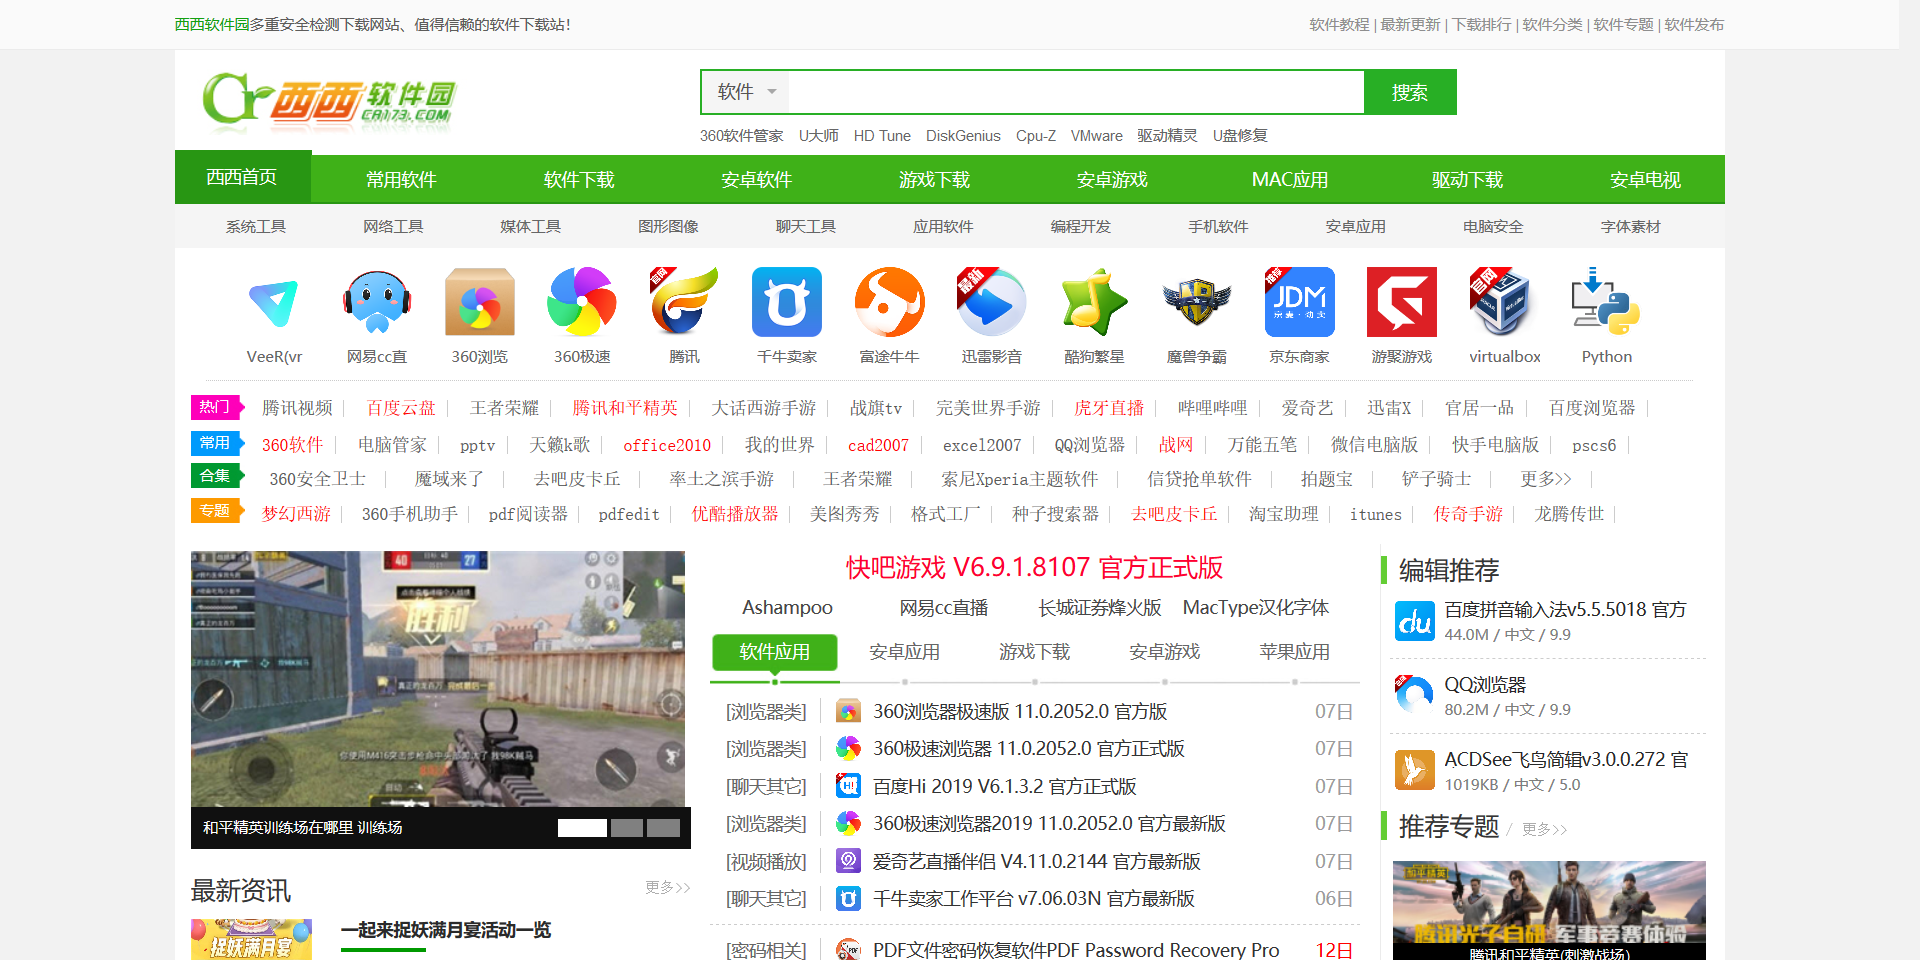 西西软件园多重安全检测下载网站、值得信赖的软件下载站!
软件教程 | 最新更新 | 下载排行 | 软件分类 | 软件专题 | 软件发布
西西软件园
CR173.COM
软件
搜索
360软件管家 U大师 HD Tune DiskGenius Cpu-Z VMware 驱动精灵 U盘修复
西西首页 常用软件 软件下载 安卓软件 游戏下载 安卓游戏 MAC应用 驱动下载 安卓电视
系统工具 网络工具 媒体工具 图形图像 聊天工具 应用软件 编程开发 手机软件 安卓应用 电脑安全 字体素材
VeeR(vr 网易cc直 360浏览 360极速 腾讯 千牛卖家 富途牛牛 迅雷影音 酷狗繁星 魔兽争霸 京东商家 游聚游戏 virtualbox Python
热门 腾讯视频 百度云盘 王者荣耀 腾讯和平精英 大话西游手游 战旗tv 完美世界手游 虎牙直播 哔哩哔哩 爱奇艺 迅雷X 官居一品 百度浏览器
常用 360软件 电脑管家 pptv 天籁k歌 office2010 我的世界 cad2007 excel2007 QQ浏览器 战网 万能五笔 微信电脑版 快手电脑版 pscs6
合集 360安全卫士 魔域来了 去吧皮卡丘 率土之滨手游 王者荣耀 索尼Xperia主题软件 信贷抢单软件 拍题宝 铲子骑士 更多>>
专题 梦幻西游 360手机助手 pdf阅读器 pdfedit 优酷播放器 美图秀秀 格式工厂 种子搜索器 去吧皮卡丘 淘宝助理 itunes 传奇手游 龙腾传世
40 27
胜利
和平精英训练场在哪里 训练场
最新资讯 更多>>
捉妖满月宴
一起来捉妖满月宴活动一览
快吧游戏 V6.9.1.8107 官方正式版
Ashampoo 网易cc直播 长城证券烽火版 MacType汉化字体
软件应用 安卓应用 游戏下载 安卓游戏 苹果应用
[浏览器类] 360浏览器极速版 11.0.2052.0 官方版 07日
[浏览器类] 360极速浏览器 11.0.2052.0 官方正式版 07日
[聊天其它] 百度Hi 2019 V6.1.3.2 官方正式版 07日
[浏览器类] 360极速浏览器2019 11.0.2052.0 官方最新版 07日
[视频播放] 爱奇艺直播伴侣 V4.11.0.2144 官方最新版 07日
[聊天其它] 千牛卖家工作平台 v7.06.03N 官方最新版 06日
[密码相关] PDF文件密码恢复软件PDF Password Recovery Pro 12日
编辑推荐
du
百度拼音输入法v5.5.5018 官方
44.0M / 中文 / 9.9
QQ浏览器
80.2M / 中文 / 9.9
ACDSee飞鸟简辑v3.0.0.272 官
1019KB / 中文 / 5.0
推荐专题 / 更多>>
和平精英
腾讯光子自研 军事竞赛体验
腾讯和平精英(刺激战场)